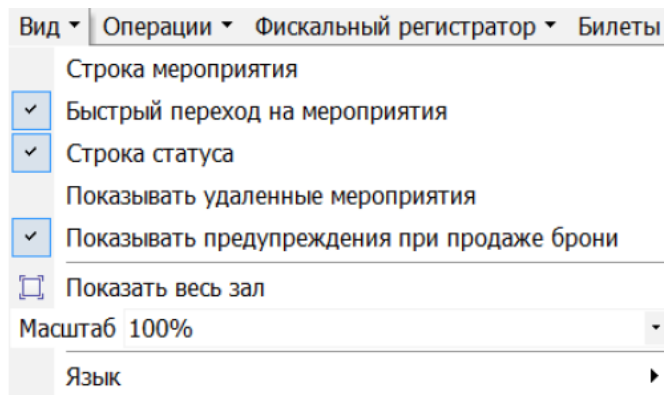 Вид Операции Фискальный регистратор Билеты
Строка мероприятия
Быстрый переход на мероприятия
Строка статуса
Показывать удаленные мероприятия
Показывать предупреждения при продаже брони
Показать весь зал
Масштаб 100%
Язык